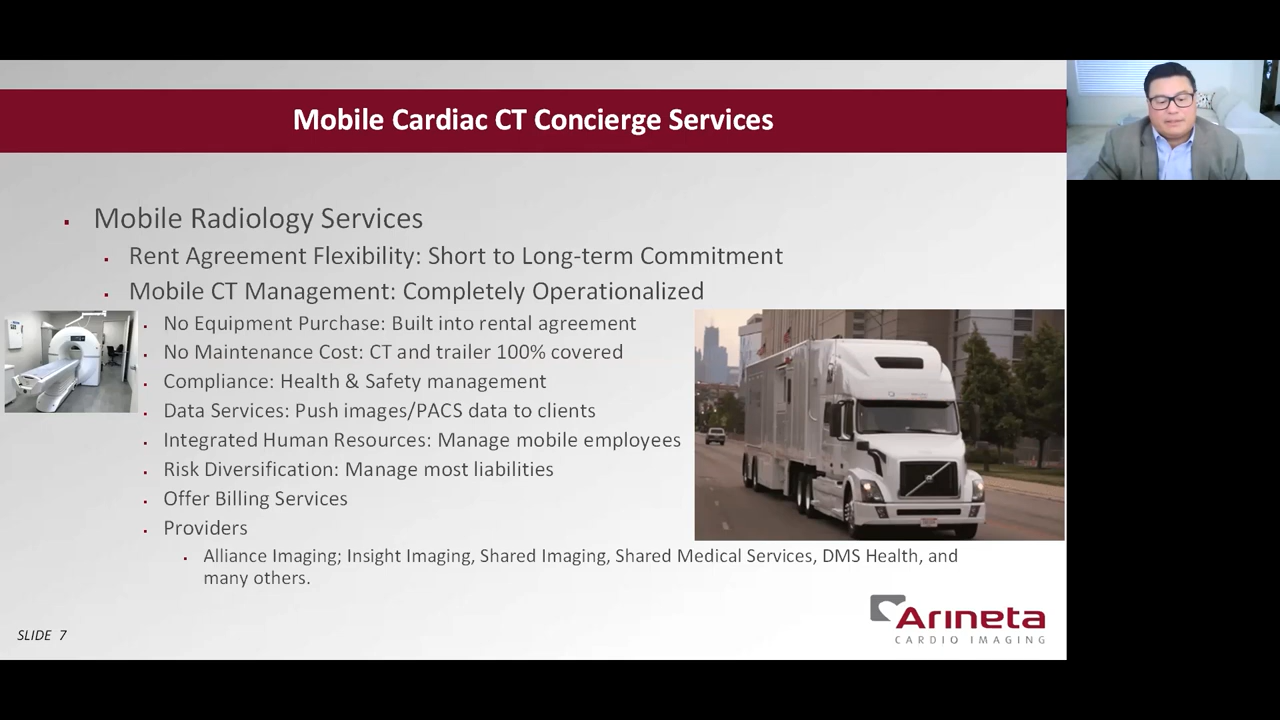 Mobile Cardiac CT Concierge Services
Mobile Radiology Services
Rent Agreement Flexibility: Short to Long-term Commitment
Mobile CT Management: Completely Operationalized
No Equipment Purchase: Built into rental agreement
No Maintenance Cost: CT and trailer 100% covered
Compliance: Health & Safety management
Data Services: Push images/PACS data to clients
Integrated Human Resources: Manage mobile employees
Risk Diversification: Manage most liabilities
Offer Billing Services
Providers
Alliance Imaging; Insight Imaging, Shared Imaging, Shared Medical Services, DMS Health, and
many others.
Arineta
CARDIO IMAGING
SLIDE 7